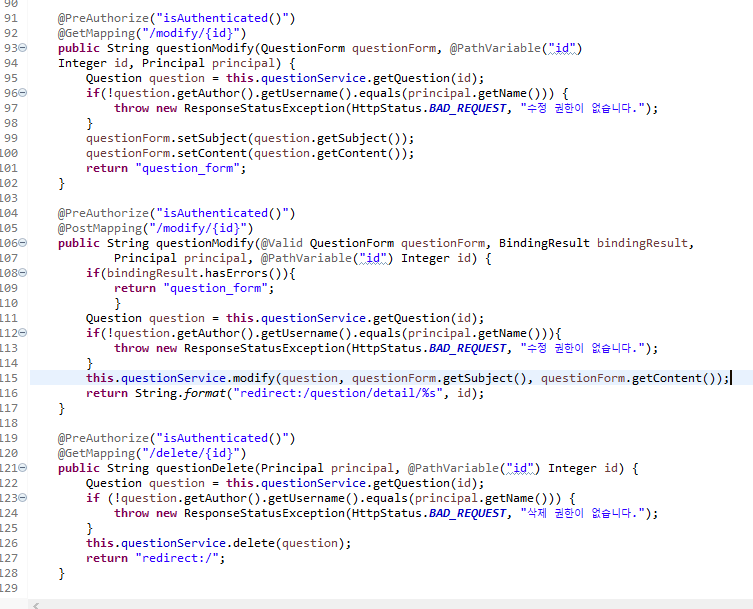 90
91 @PreAuthorize("isAuthenticated()")
92 @GetMapping("/modify/{id}")
93 public String questionModify(QuestionForm questionForm, @PathVariable("id")
94 Integer id, Principal principal) {
95 Question question = this.questionService.getQuestion(id);
96 if(!question.getAuthor().getUsername().equals(principal.getName())) {
97 throw new ResponseStatusException(HttpStatus.BAD_REQUEST, "수정 권한이 없습니다.");
98 }
99 questionForm.setSubject(question.getSubject());
100 questionForm.setContent(question.getContent());
101 return "question_form";
102 }
103
104 @PreAuthorize("isAuthenticated()")
105 @PostMapping("/modify/{id}")
106 public String questionModify(@Valid QuestionForm questionForm, BindingResult bindingResult,
107 Principal principal, @PathVariable("id") Integer id) {
108 if(bindingResult.hasErrors()){
109 return "question_form";
110 }
111 Question question = this.questionService.getQuestion(id);
112 if(!question.getAuthor().getUsername().equals(principal.getName())){
113 throw new ResponseStatusException(HttpStatus.BAD_REQUEST, "수정 권한이 없습니다.");
114 }
115 this.questionService.modify(question, questionForm.getSubject(), questionForm.getContent());
116 return String.format("redirect:/question/detail/%s", id);
117 }
118
119 @PreAuthorize("isAuthenticated()")
120 @GetMapping("/delete/{id}")
121 public String questionDelete(Principal principal, @PathVariable("id") Integer id) {
122 Question question = this.questionService.getQuestion(id);
123 if (!question.getAuthor().getUsername().equals(principal.getName())) {
124 throw new ResponseStatusException(HttpStatus.BAD_REQUEST, "삭제 권한이 없습니다.");
125 }
126 this.questionService.delete(question);
127 return "redirect:/";
128 }
129